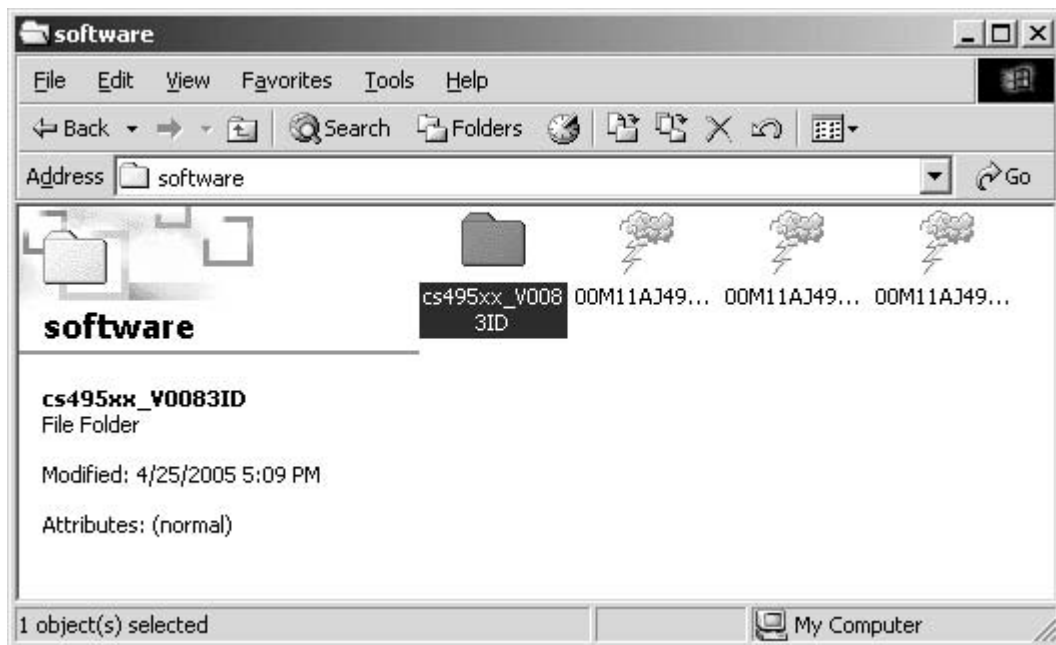 software
File Edit View Favorites Tools Help
Back Search Folders
Address software Go
cs495xx_V008 00M11AJ49... 00M11AJ49... 00M11AJ49...
3ID
software
cs495xx_V0083ID
File Folder
Modified: 4/25/2005 5:09 PM
Attributes: (normal)
1 object(s) selected My Computer